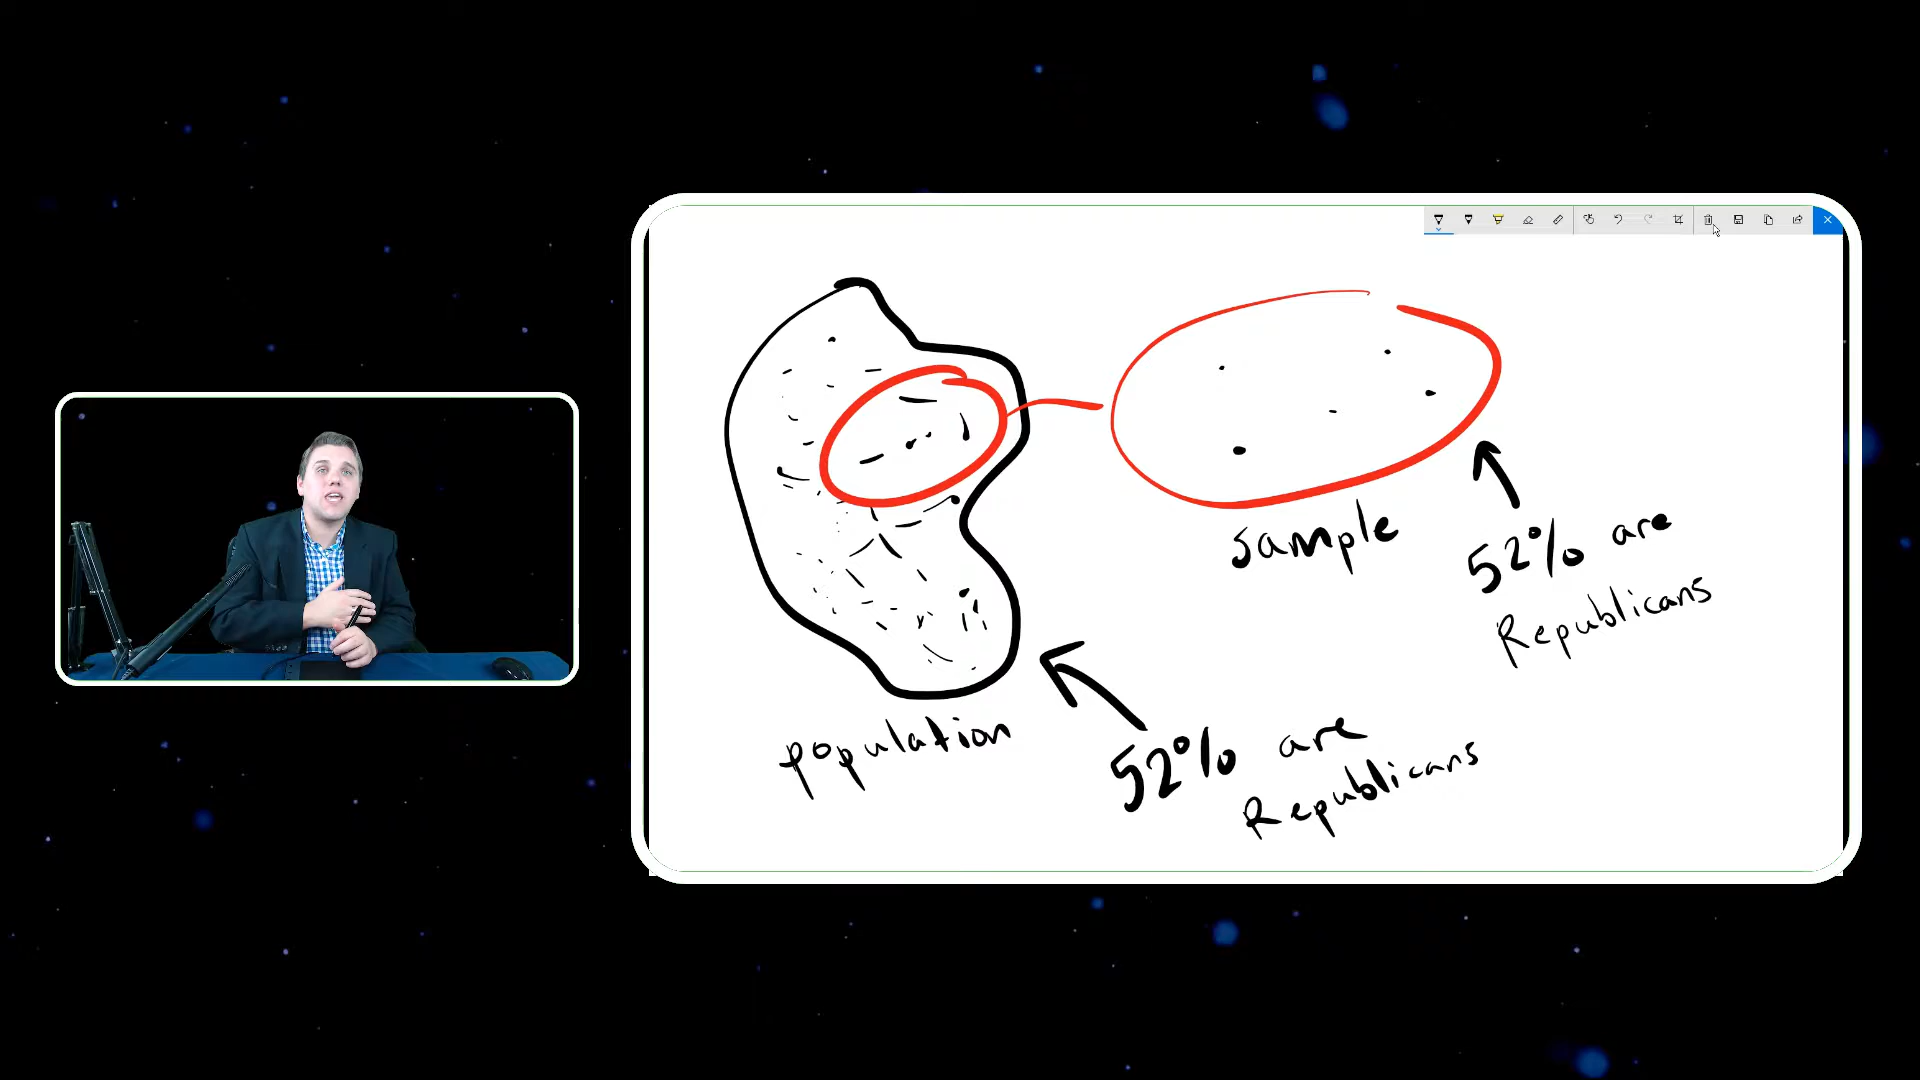 sample
52% are
Republicans
population
52% are
Republicans